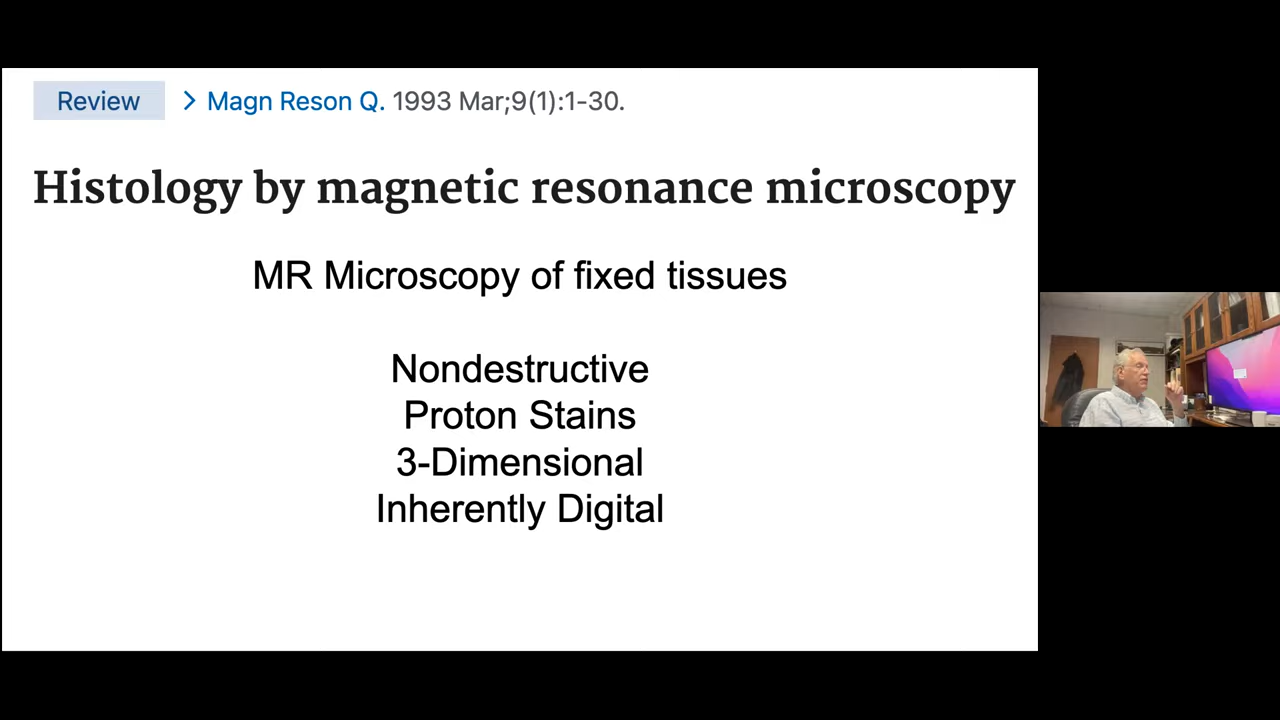 Review > Magn Reson Q. 1993 Mar;9(1):1-30.
Histology by magnetic resonance microscopy
MR Microscopy of fixed tissues
Nondestructive
Proton Stains
3-Dimensional
Inherently Digital